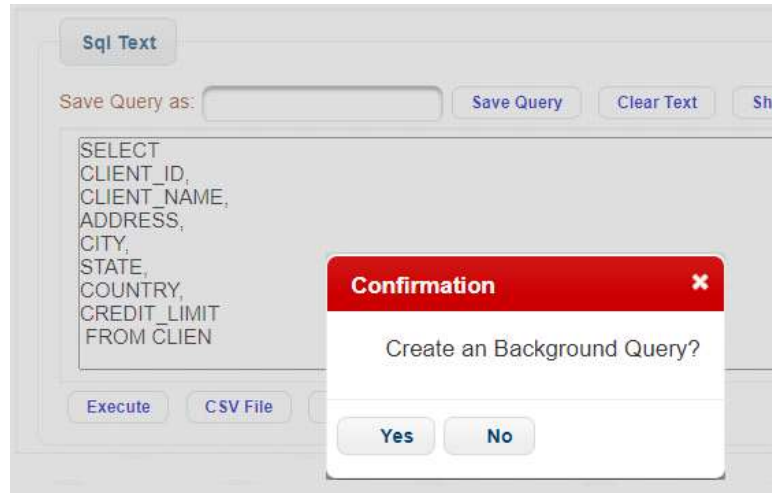 Sql Text
Save Query as: Save Query Clear Text Sh
SELECT
CLIENT_ID,
CLIENT_NAME,
ADDRESS,
CITY,
STATE,
COUNTRY,
CREDIT_LIMIT
FROM CLIEN
Confirmation
Create an Background Query?
Yes No
Execute CSV File